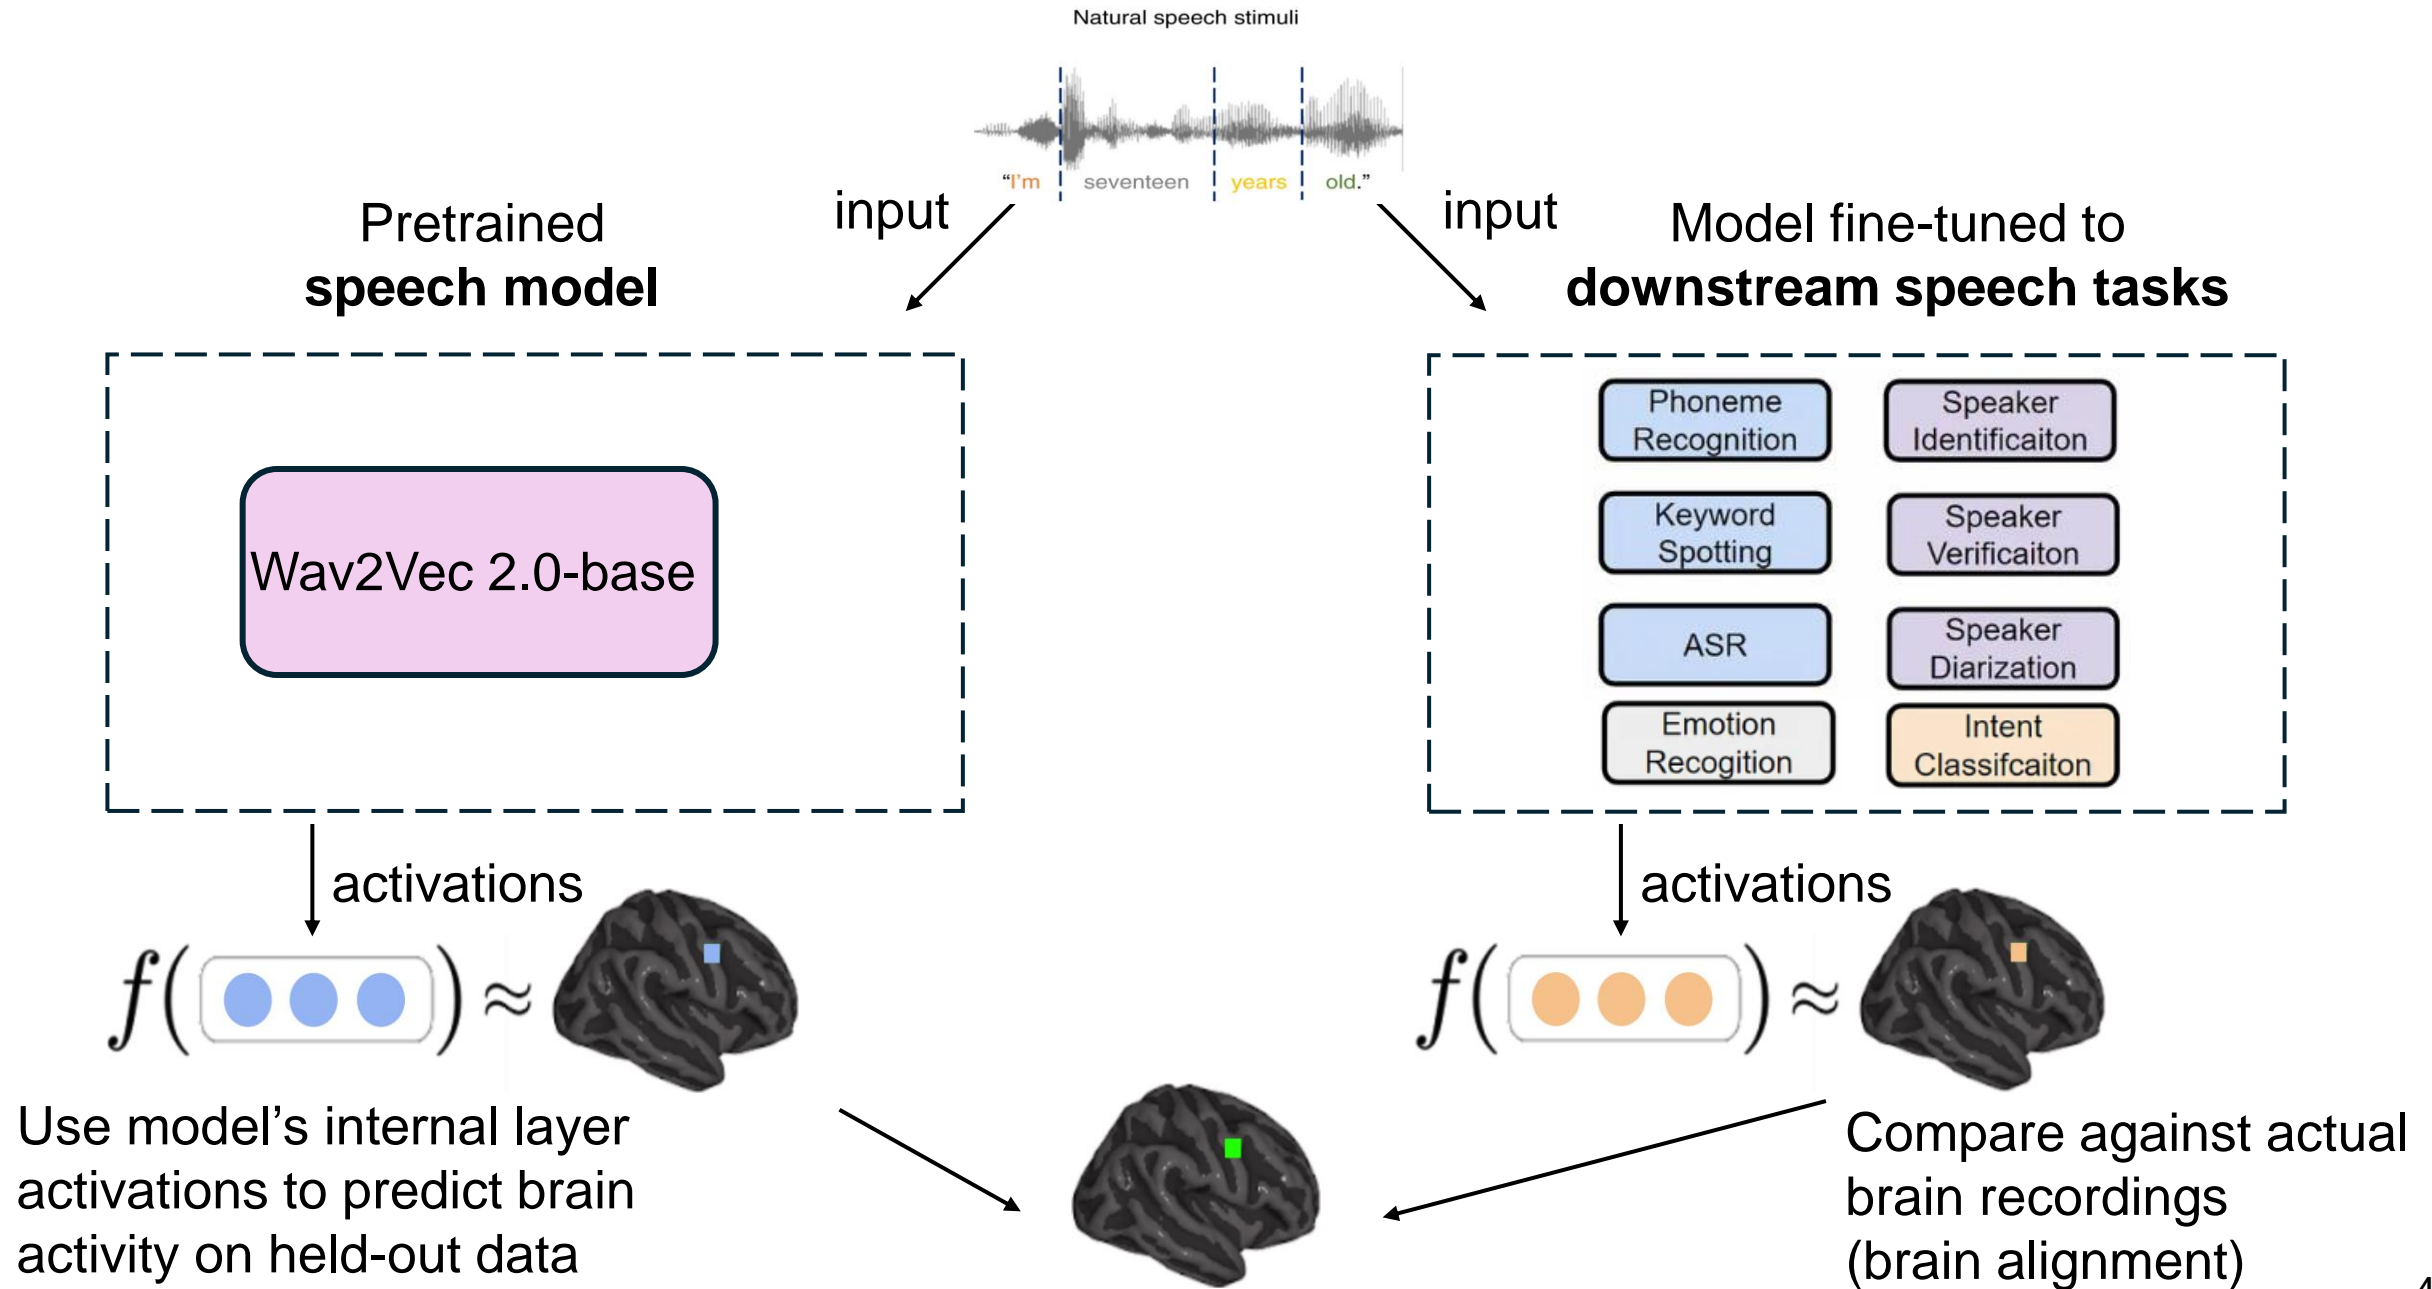 Natural speech stimuli
“I’m seventeen years old.”
input
input
Pretrained
speech model
Model fine-tuned to
downstream speech tasks
Wav2Vec 2.0-base
Phoneme
Recognition
Speaker
Identificaiton
Keyword
Spotting
Speaker
Verificaiton
ASR
Speaker
Diarization
Emotion
Recogition
Intent
Classifcaiton
activations
activations
f( ) ≈
f( ) ≈
Use model’s internal layer
activations to predict brain
activity on held-out data
Compare against actual
brain recordings
(brain alignment)
4